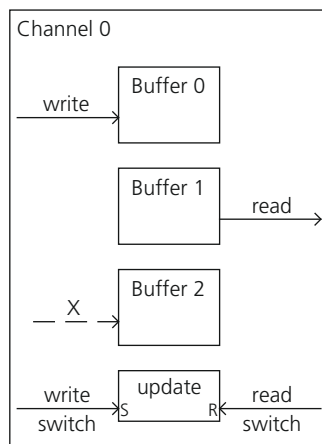 Channel 0
Buffer 0
write
Buffer 1
read
Buffer 2
X
write update read
switch S R switch